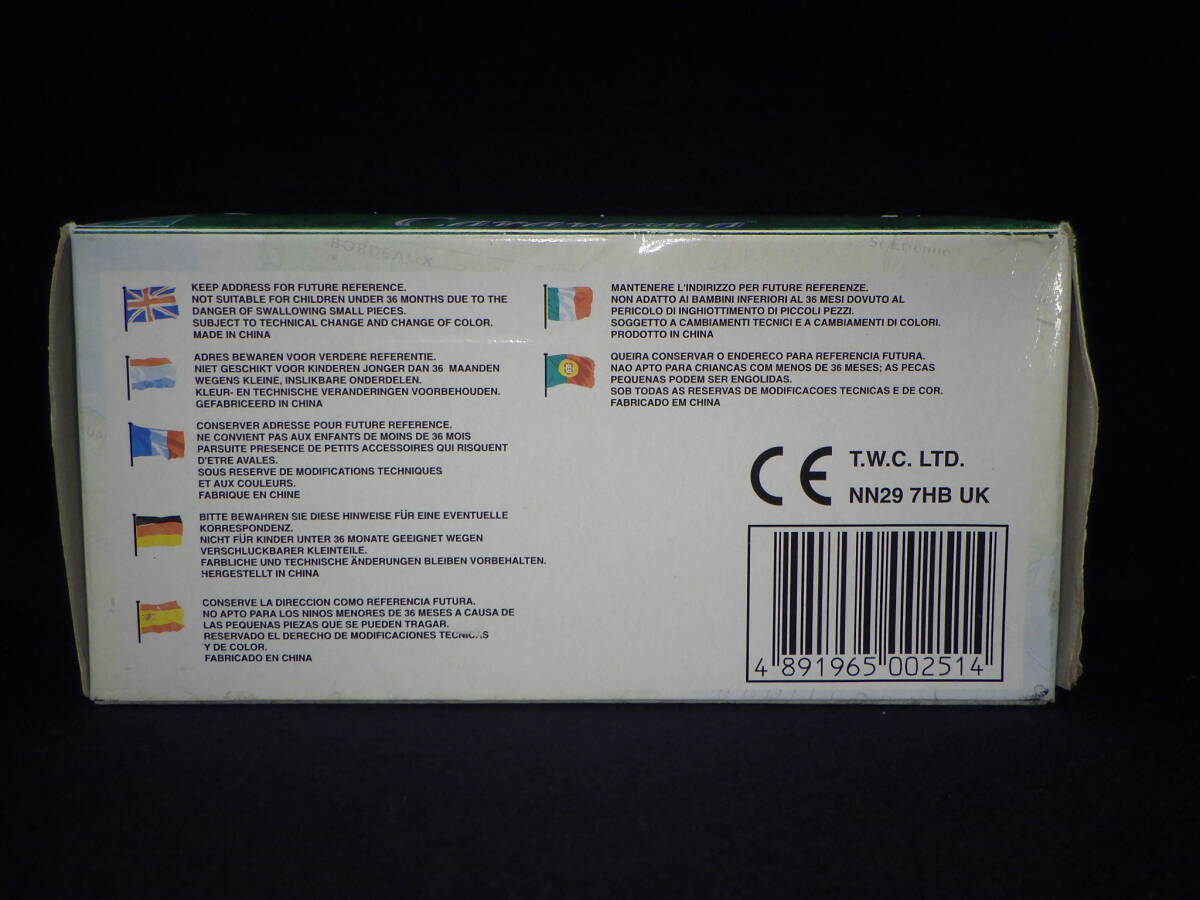 Cararama
BORDEAUX
St Etienne
KEEP ADDRESS FOR FUTURE REFERENCE.
NOT SUITABLE FOR CHILDREN UNDER 36 MONTHS DUE TO THE
DANGER OF SWALLOWING SMALL PIECES.
SUBJECT TO TECHNICAL CHANGE AND CHANGE OF COLOR.
MADE IN CHINA
ADRES BEWAREN VOOR VERDERE REFERENTIE.
NIET GESCHIKT VOOR KINDEREN JONGER DAN 36 MAANDEN
WEGENS KLEINE, INSLIKBARE ONDERDELEN.
KLEUR- EN TECHNISCHE VERANDERINGEN VOORBEHOUDEN.
GEFABRICEERD IN CHINA
CONSERVER ADRESSE POUR FUTURE REFERENCE.
NE CONVIENT PAS AUX ENFANTS DE MOINS DE 36 MOIS
PARSUITE PRESENCE DE PETITS ACCESSOIRES QUI RISQUENT
D'ETRE AVALES.
SOUS RESERVE DE MODIFICATIONS TECHNIQUES
ET AUX COULEURS.
FABRIQUE EN CHINE
BITTE BEWAHREN SIE DIESE HINWEISE FÜR EINE EVENTUELLE
KORRESPONDENZ.
NICHT FÜR KINDER UNTER 36 MONATE GEEIGNET WEGEN
VERSCHLUCKBARER KLEINTEILE.
FARBLICHE UND TECHNISCHE ÄNDERUNGEN BLEIBEN VORBEHALTEN.
HERGESTELLT IN CHINA
CONSERVE LA DIRECCION COMO REFERENCIA FUTURA.
NO APTO PARA LOS NINOS MENORES DE 36 MESES A CAUSA DE
LAS PEQUENAS PIEZAS QUE SE PUEDEN TRAGAR.
RESERVADO EL DERECHO DE MODIFICACIONES TECNICAS
Y DE COLOR.
FABRICADO EN CHINA
MANTENERE L'INDIRIZZO PER FUTURE REFERENZE.
NON ADATTO AI BAMBINI INFERIORI AL 36 MESI DOVUTO AL
PERICOLO DI INGHIOTTIMENTO DI PICCOLI PEZZI.
SOGGETTO A CAMBIAMENTI TECNICI E A CAMBIAMENTI DI COLORI.
PRODOTTO IN CHINA
QUEIRA CONSERVAR O ENDERECO PARA REFERENCIA FUTURA.
NAO APTO PARA CRIANCAS COM MENOS DE 36 MESES; AS PECAS
PEQUENAS PODEM SER ENGOLIDAS.
SOB TODAS AS RESERVAS DE MODIFICACOES TECNICAS E DE COR.
FABRICADO EM CHINA
CE T.W.C. LTD.
NN29 7HB UK
4 891965 002514